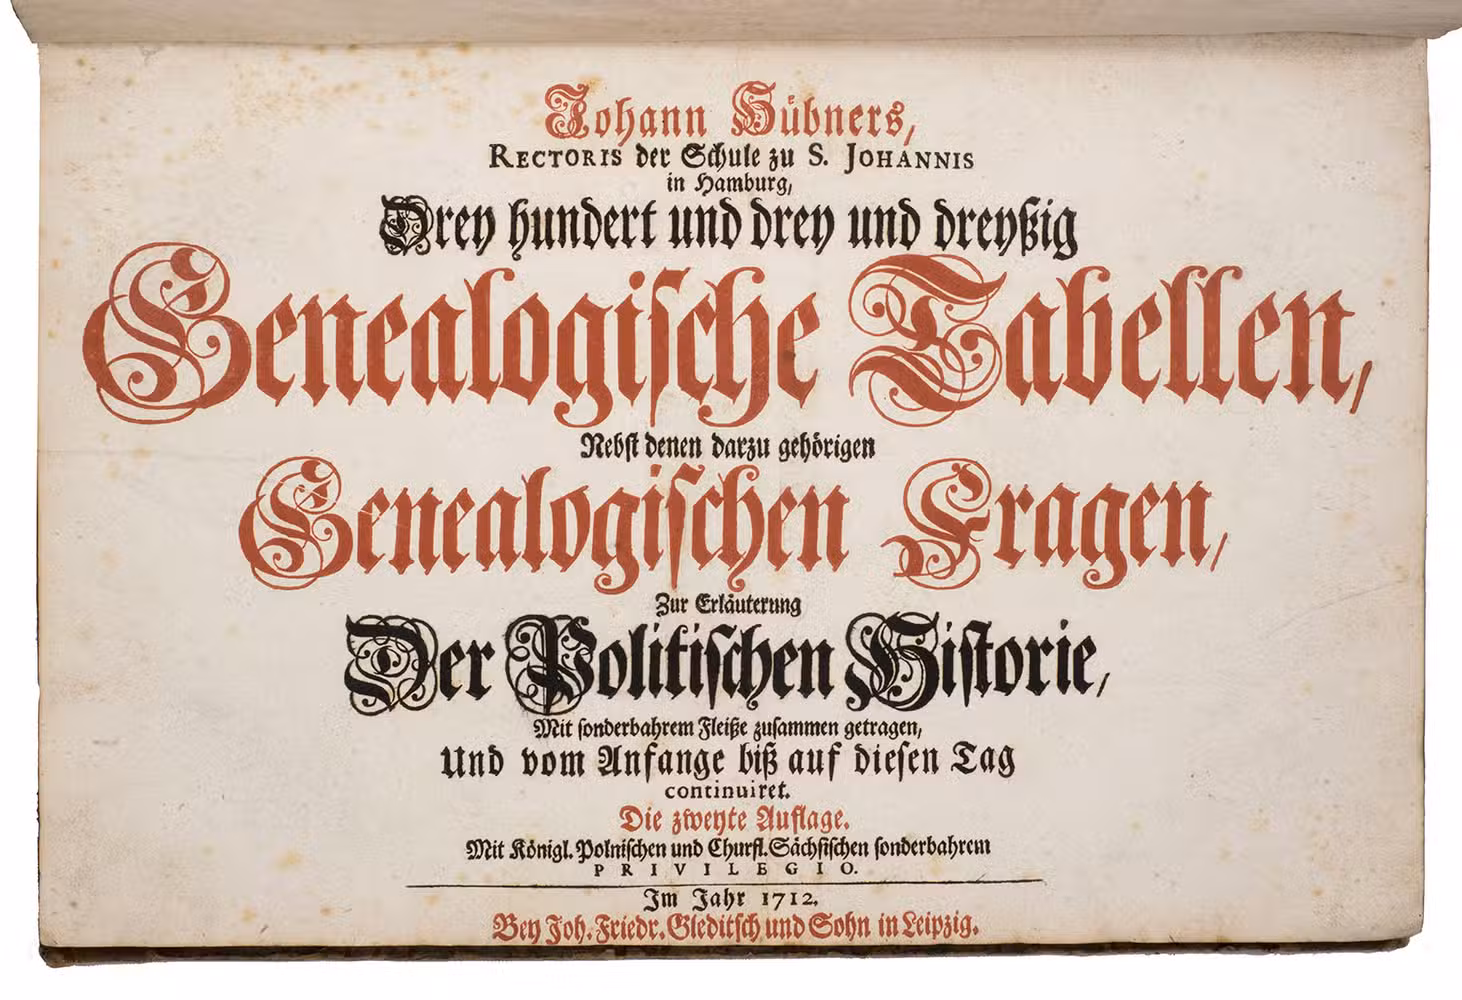 Johann Hübners,
RECTORIS der Schule zu S. JOHANNIS
in Hamburg,
Drey hundert und drey und dreyßig
Genealogische Tabellen,
Nebst denen darzu gehörigen
Genealogischen Fragen,
Zur Erläuterung
Der Politischen Historie,
Mit sonderbahrem Fleiße zusammen getragen,
Und vom Anfange biß auf diesen Tag
continuiret.
Die zweyte Auflage.
Mit Königl. Polnischen und Churfl. Sächsischen sonderbahrem
PRIVILEGIO.
Im Jahr 1712.
Bey Joh. Friedr. Gleditsch und Sohn in Leipzig.